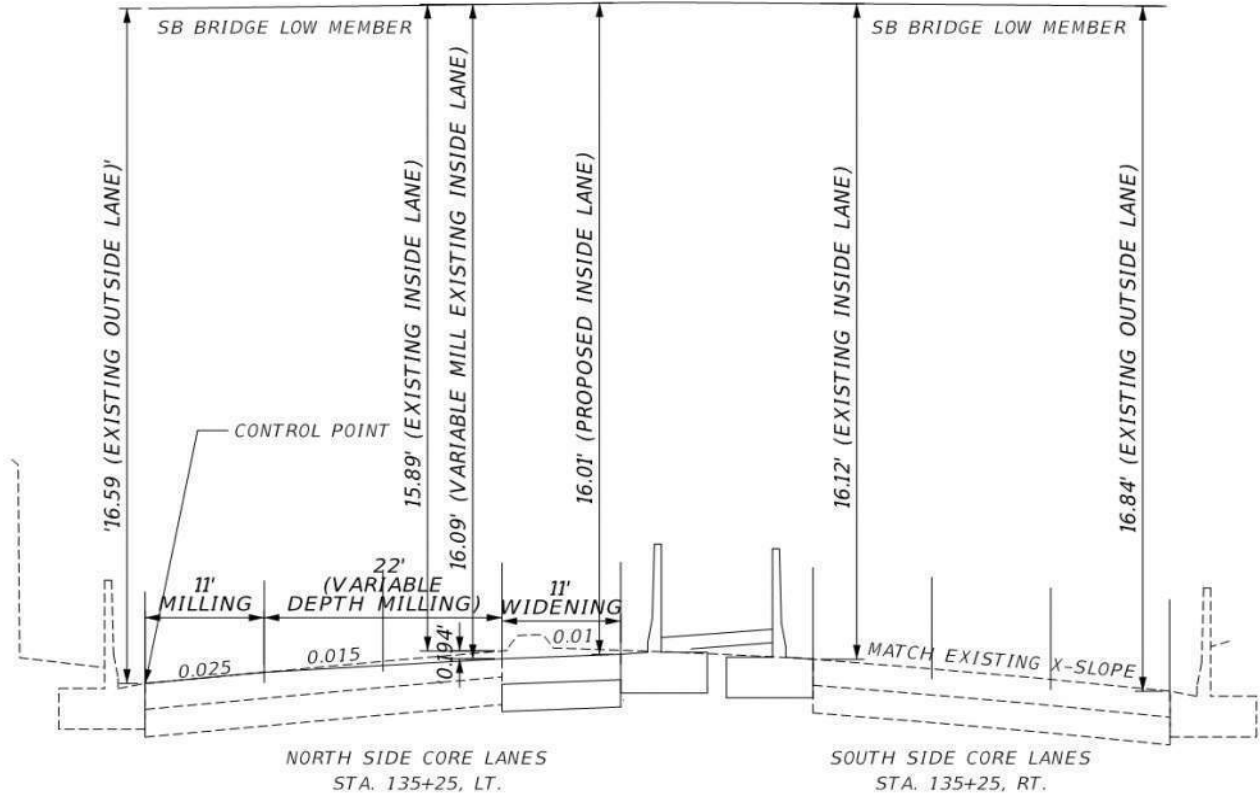 SB BRIDGE LOW MEMBER
SB BRIDGE LOW MEMBER
'16.59 (EXISTING OUTSIDE LANE)'
15.89' (EXISTING INSIDE LANE)
16.09' (VARIABLE MILL EXISTING INSIDE LANE)
16.01' (PROPOSED INSIDE LANE)
16.12' (EXISTING INSIDE LANE)
16.84' (EXISTING OUTSIDE LANE)
CONTROL POINT
11'
MILLING
22'
(VARIABLE
DEPTH MILLING)
11'
WIDENING
0.025
0.015
0.194'
0.01
MATCH EXISTING X-SLOPE
NORTH SIDE CORE LANES
STA. 135+25, LT.
SOUTH SIDE CORE LANES
STA. 135+25, RT.